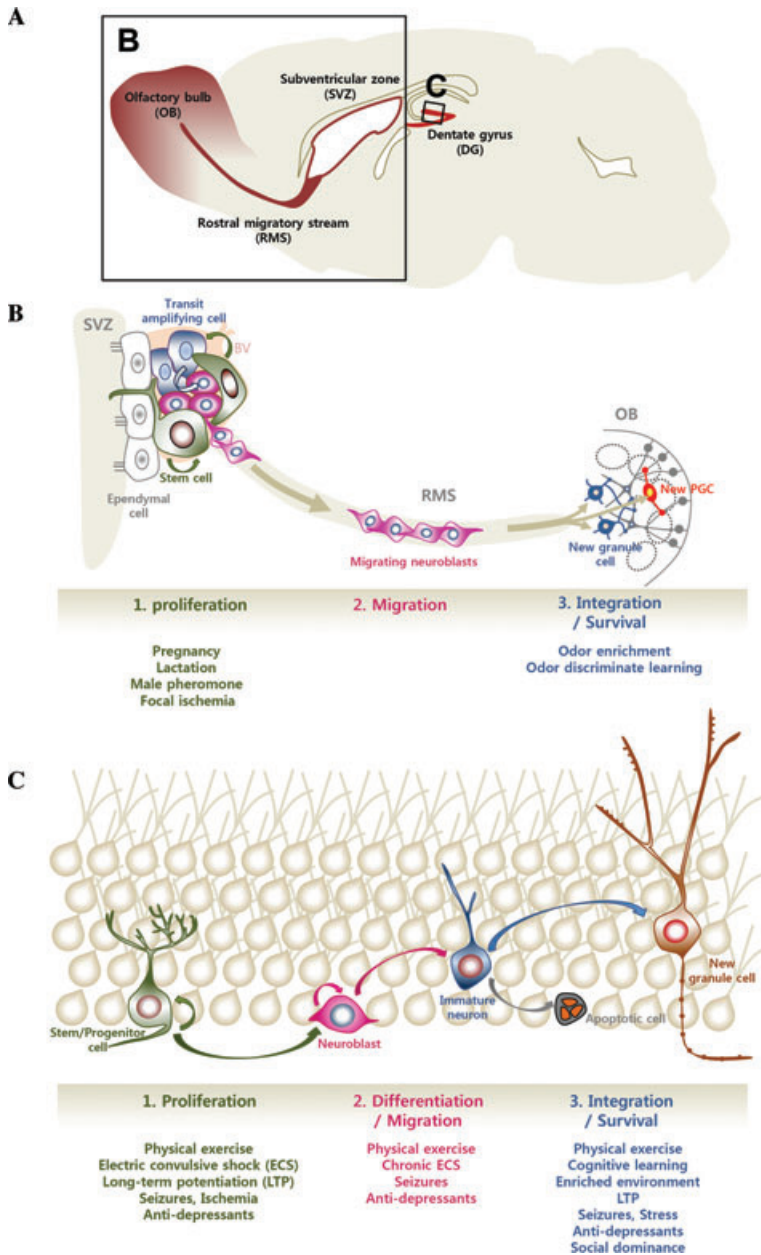 A
B
Subventricular zone
(SVZ)
C
Olfactory bulb
(OB)
Dentate gyrus
(DG)
Rostral migratory stream
(RMS)
B
SVZ
Transit
amplifying cell
BV
OB
Stem cell
New PGC
Ependymal
cell
RMS
Migrating neuroblasts
New granule
cell
1. proliferation
2. Migration
3. Integration
/ Survival
Pregnancy
Lactation
Male pheromone
Focal ischemia
Odor enrichment
Odor discriminate learning
C
New
granule cell
Immature
neuron
Apoptotic cell
Stem/Progenitor
cell
Neuroblast
1. Proliferation
2. Differentiation
/ Migration
3. Integration
/Survival
Physical exercise
Electric convulsive shock (ECS)
Long-term potentiation (LTP)
Seizures, Ischemia
Anti-depressants
Physical exercise
Chronic ECS
Seizures
Anti-depressants
Physical exercise
Cognitive learning
Enriched environment
LTP
Seizures, Stress
Anti-depressants
Social dominance